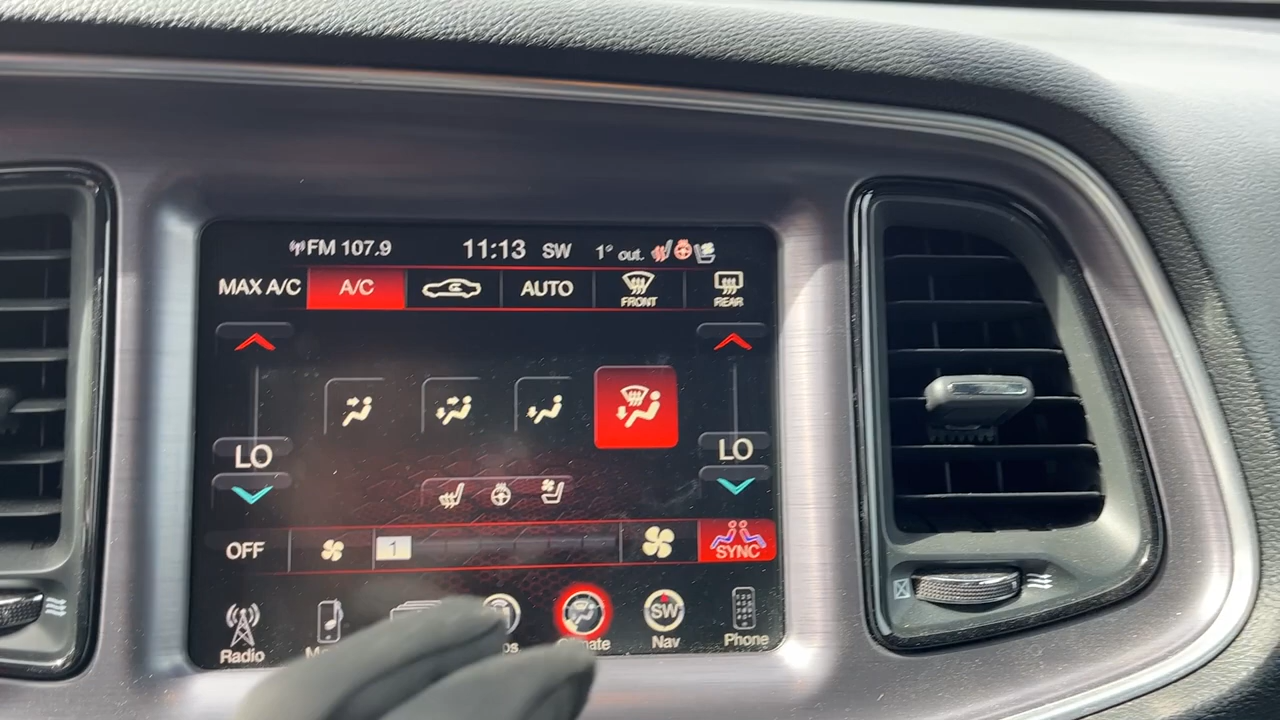 FM 107.9 11:13 SW 1° out.
MAX A/C A/C AUTO FRONT REAR
LO LO
OFF 1 SYNC
SW
Radio Nav Phone